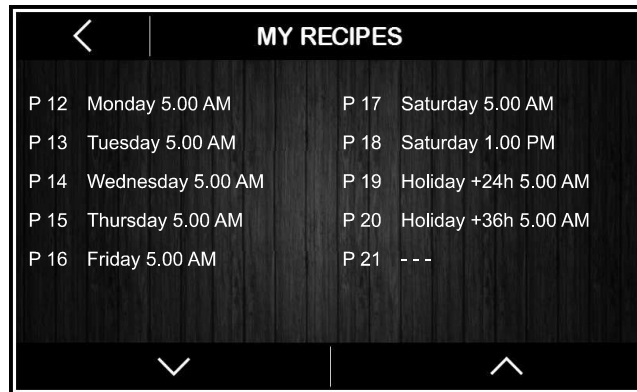 MY RECIPES
P 12 Monday 5.00 AM
P 13 Tuesday 5.00 AM
P 14 Wednesday 5.00 AM
P 15 Thursday 5.00 AM
P 16 Friday 5.00 AM
P 17 Saturday 5.00 AM
P 18 Saturday 1.00 PM
P 19 Holiday +24h 5.00 AM
P 20 Holiday +36h 5.00 AM
P 21 - - -